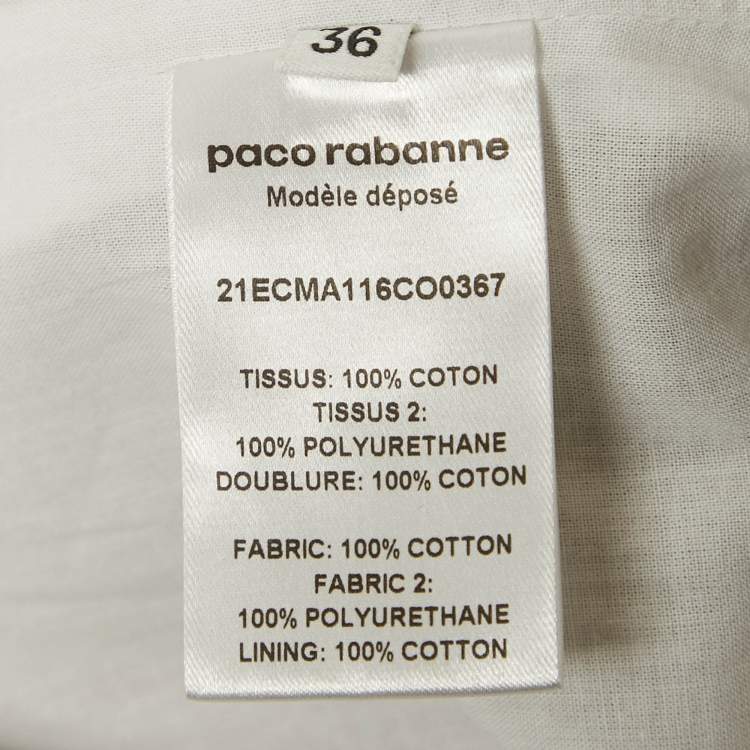 36
paco rabanne
Modèle déposé
21ECMA116CO0367
TISSUS: 100% COTON
TISSUS 2:
100% POLYURETHANE
DOUBLURE: 100% COTON
FABRIC: 100% COTTON
FABRIC 2:
100% POLYURETHANE
LINING: 100% COTTON